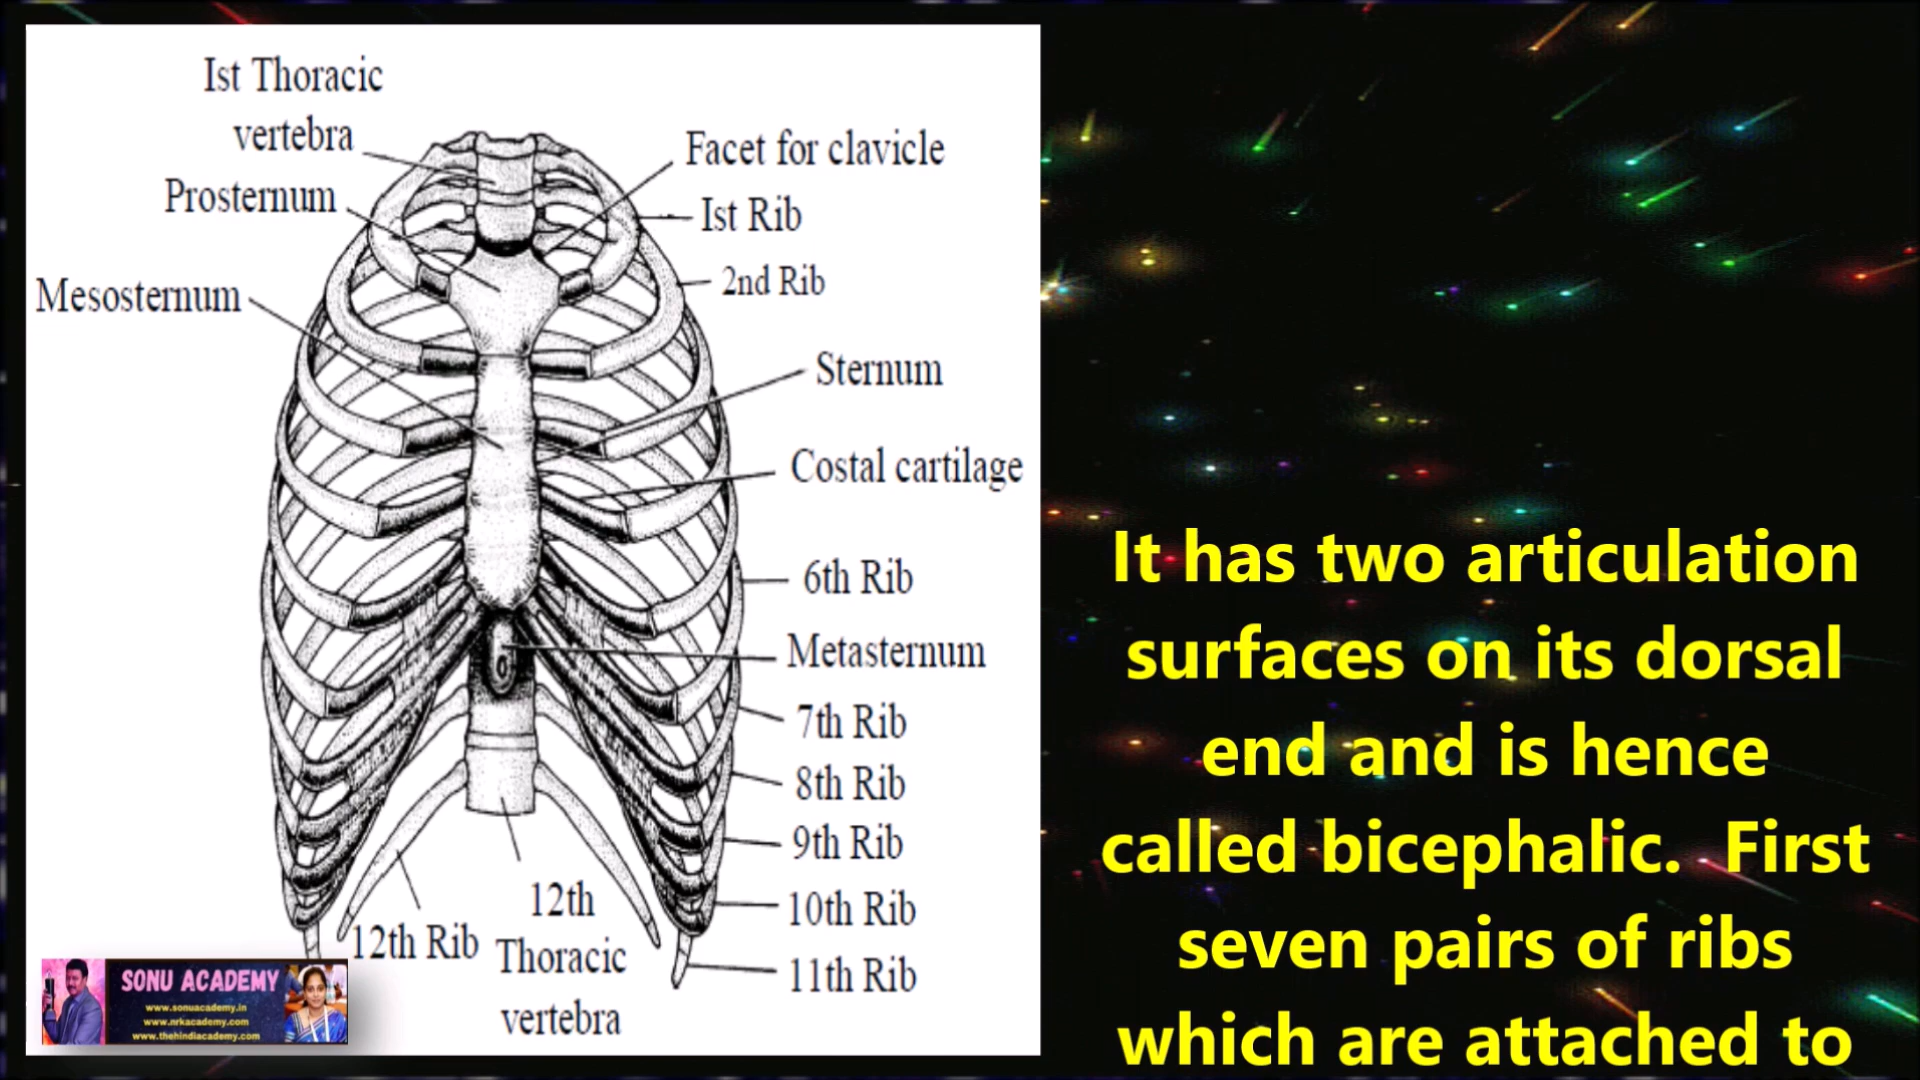 Ist Thoracic
vertebra
Prosternum
Mesosternum
Facet for clavicle
Ist Rib
2nd Rib
Sternum
Costal cartilage
6th Rib
Metasternum
7th Rib
8th Rib
9th Rib
10th Rib
11th Rib
12th Rib
12th
Thoracic
vertebra
SONU ACADEMY
www.sonuacademy.in
www.nrkacademy.com
www.thehindiacademy.com
It has two articulation
surfaces on its dorsal
end and is hence
called bicephalic. First
seven pairs of ribs
which are attached to